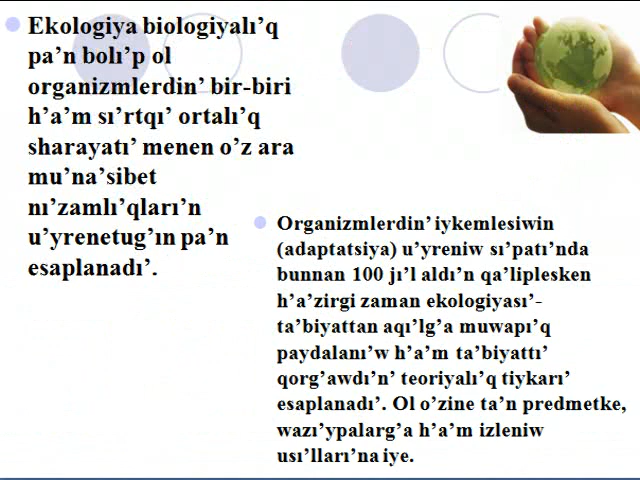 Ekologiya biologiyalı’q
pa’n bolı’p ol
organizmlerdin’ bir-biri
h’a’m sı’rtqı’ ortalı’q
sharayatı’ menen o’z ara
mu’na’sibet
nı’zamlı’qları’n
u’yrenetug’ın pa’n
esaplanadı’.
Organizmlerdin’ iykemlesiwin
(adaptatsiya) u’yreniw sı’patı’nda
bunnan 100 jı’l aldı’n qa’liplesken
h’a’zirgi zaman ekologiyası’-
ta’biyattan aqı’lg’a muwapı’q
paydalanı’w h’a’m ta’biyattı’
qorg’awdı’n’ teoriyalı’q tiykarı’
esaplanadı’. Ol o’zine ta’n predmetke,
wazı’ypalarg’a h’a’m izleniw
usı’lları’na iye.